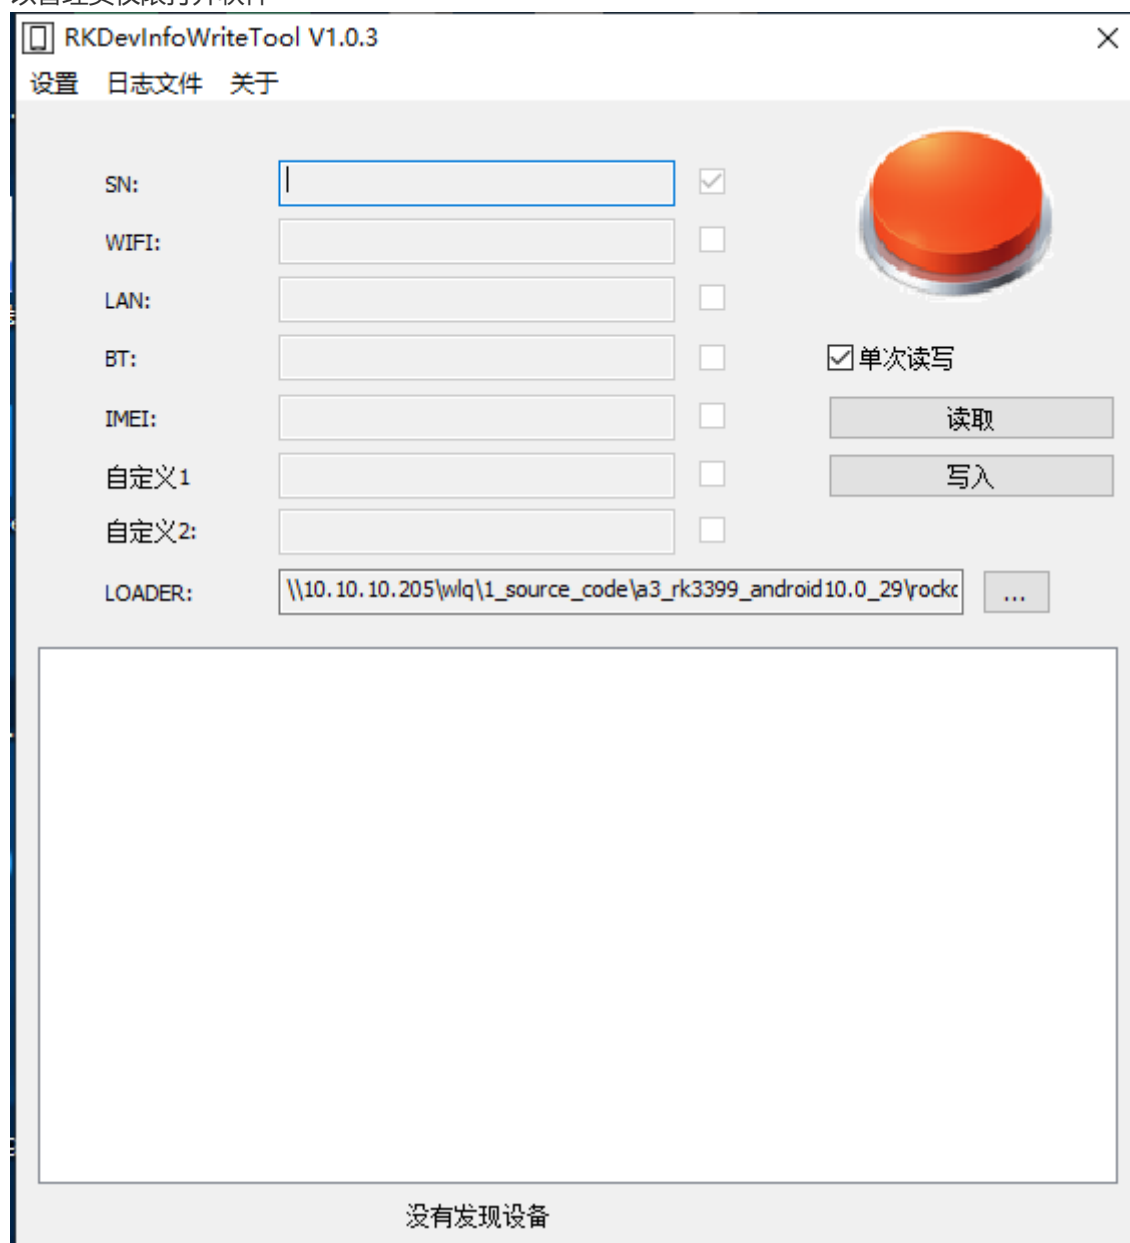 RKDevInfoWriteTool V1.0.3
设置 日志文件 关于
SN:
WIFI:
LAN:
BT:
单次读写
IMEI:
读取
自定义1
写入
自定义2:
LOADER: \\10.10.10.205\wlq\1_source_code\a3_rk3399_android10.0_29\rockc ...
没有发现设备